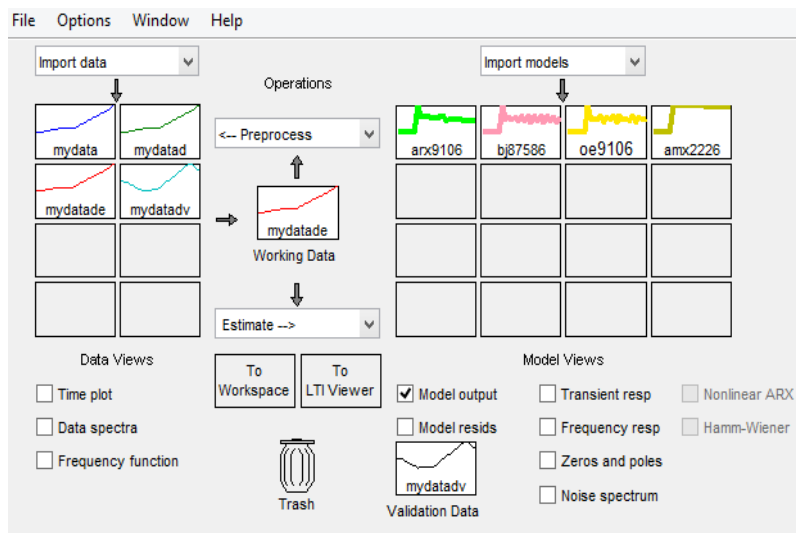 File Options Window Help
Import data
Import models
Operations
<-- Preprocess
mydata mydatad
arx9106 bj87586 oe9106 amx2226
mydatade mydatadv
mydatade
Working Data
Estimate -->
Data Views
Model Views
To Workspace
To LTI Viewer
Time plot
Model output Transient resp Nonlinear ARX
Data spectra
Model resids Frequency resp Hamm-Wiener
Frequency function
Zeros and poles
mydatadv
Noise spectrum
Trash
Validation Data